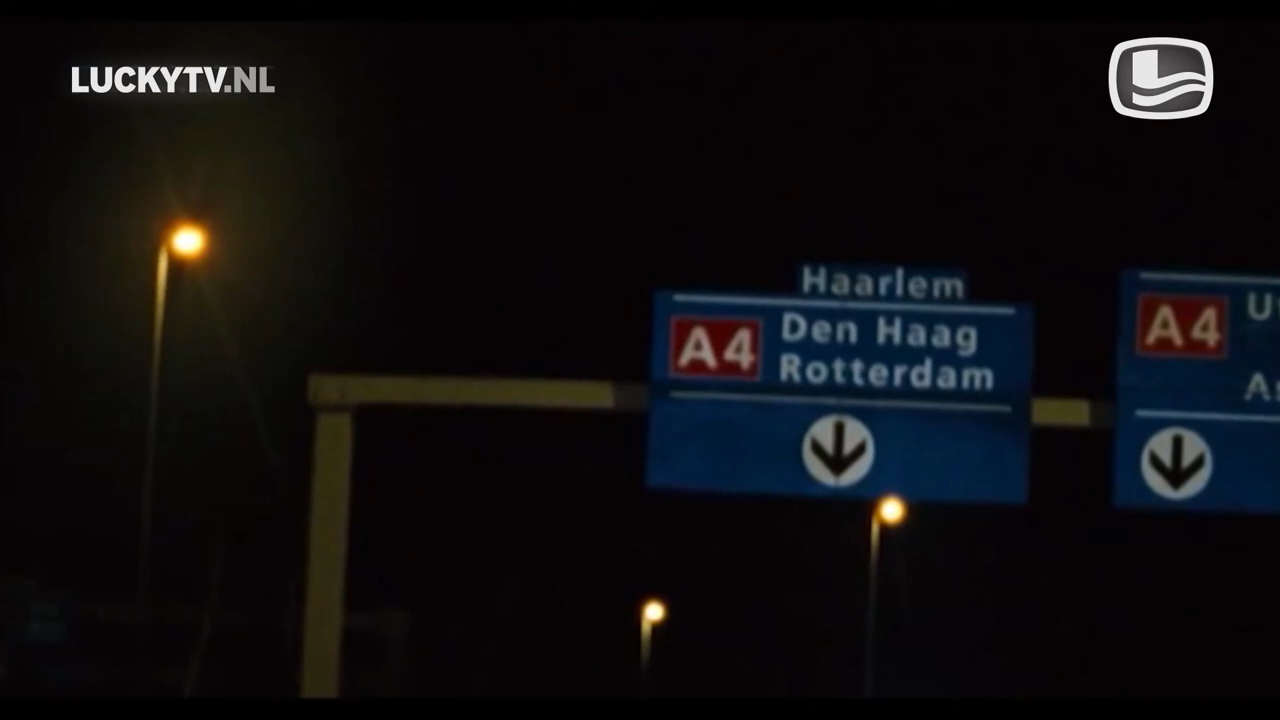 LUCKYTV.NL
Haarlem
A4
Den Haag
Rotterdam
A4